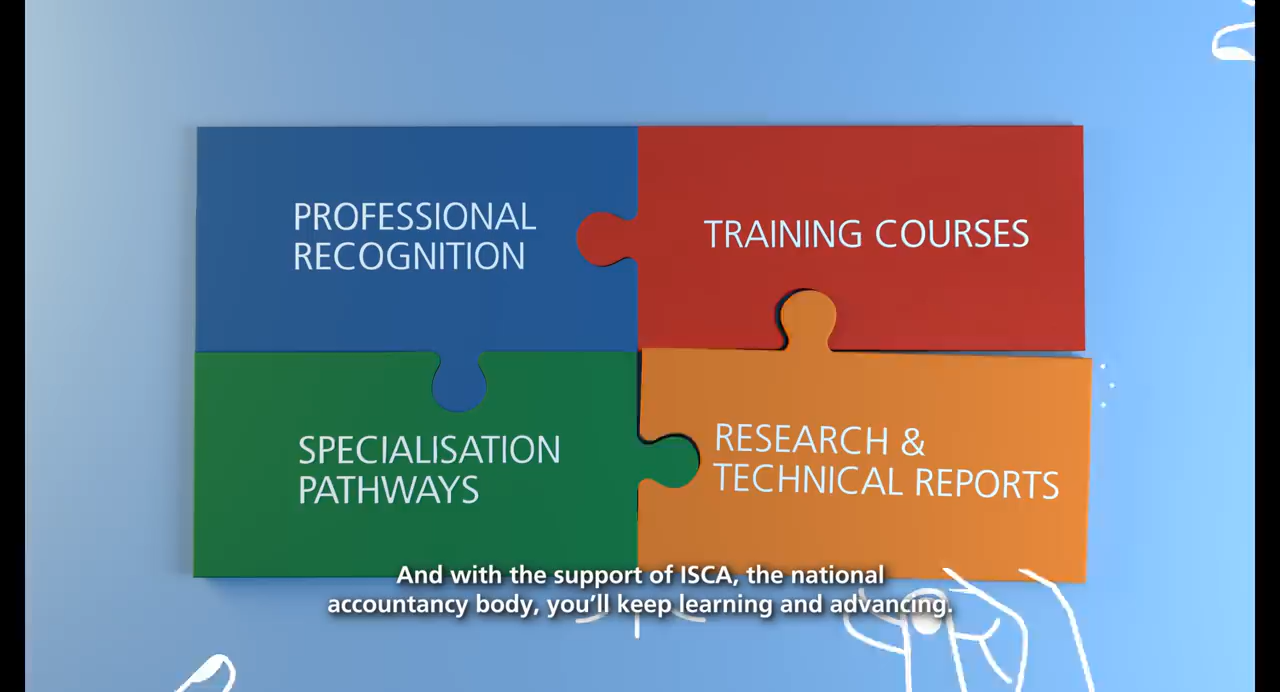 PROFESSIONAL
RECOGNITION
TRAINING COURSES
SPECIALISATION
PATHWAYS
RESEARCH &
TECHNICAL REPORTS
And with the support of ISCA, the national
accountancy body, you’ll keep learning and advancing.